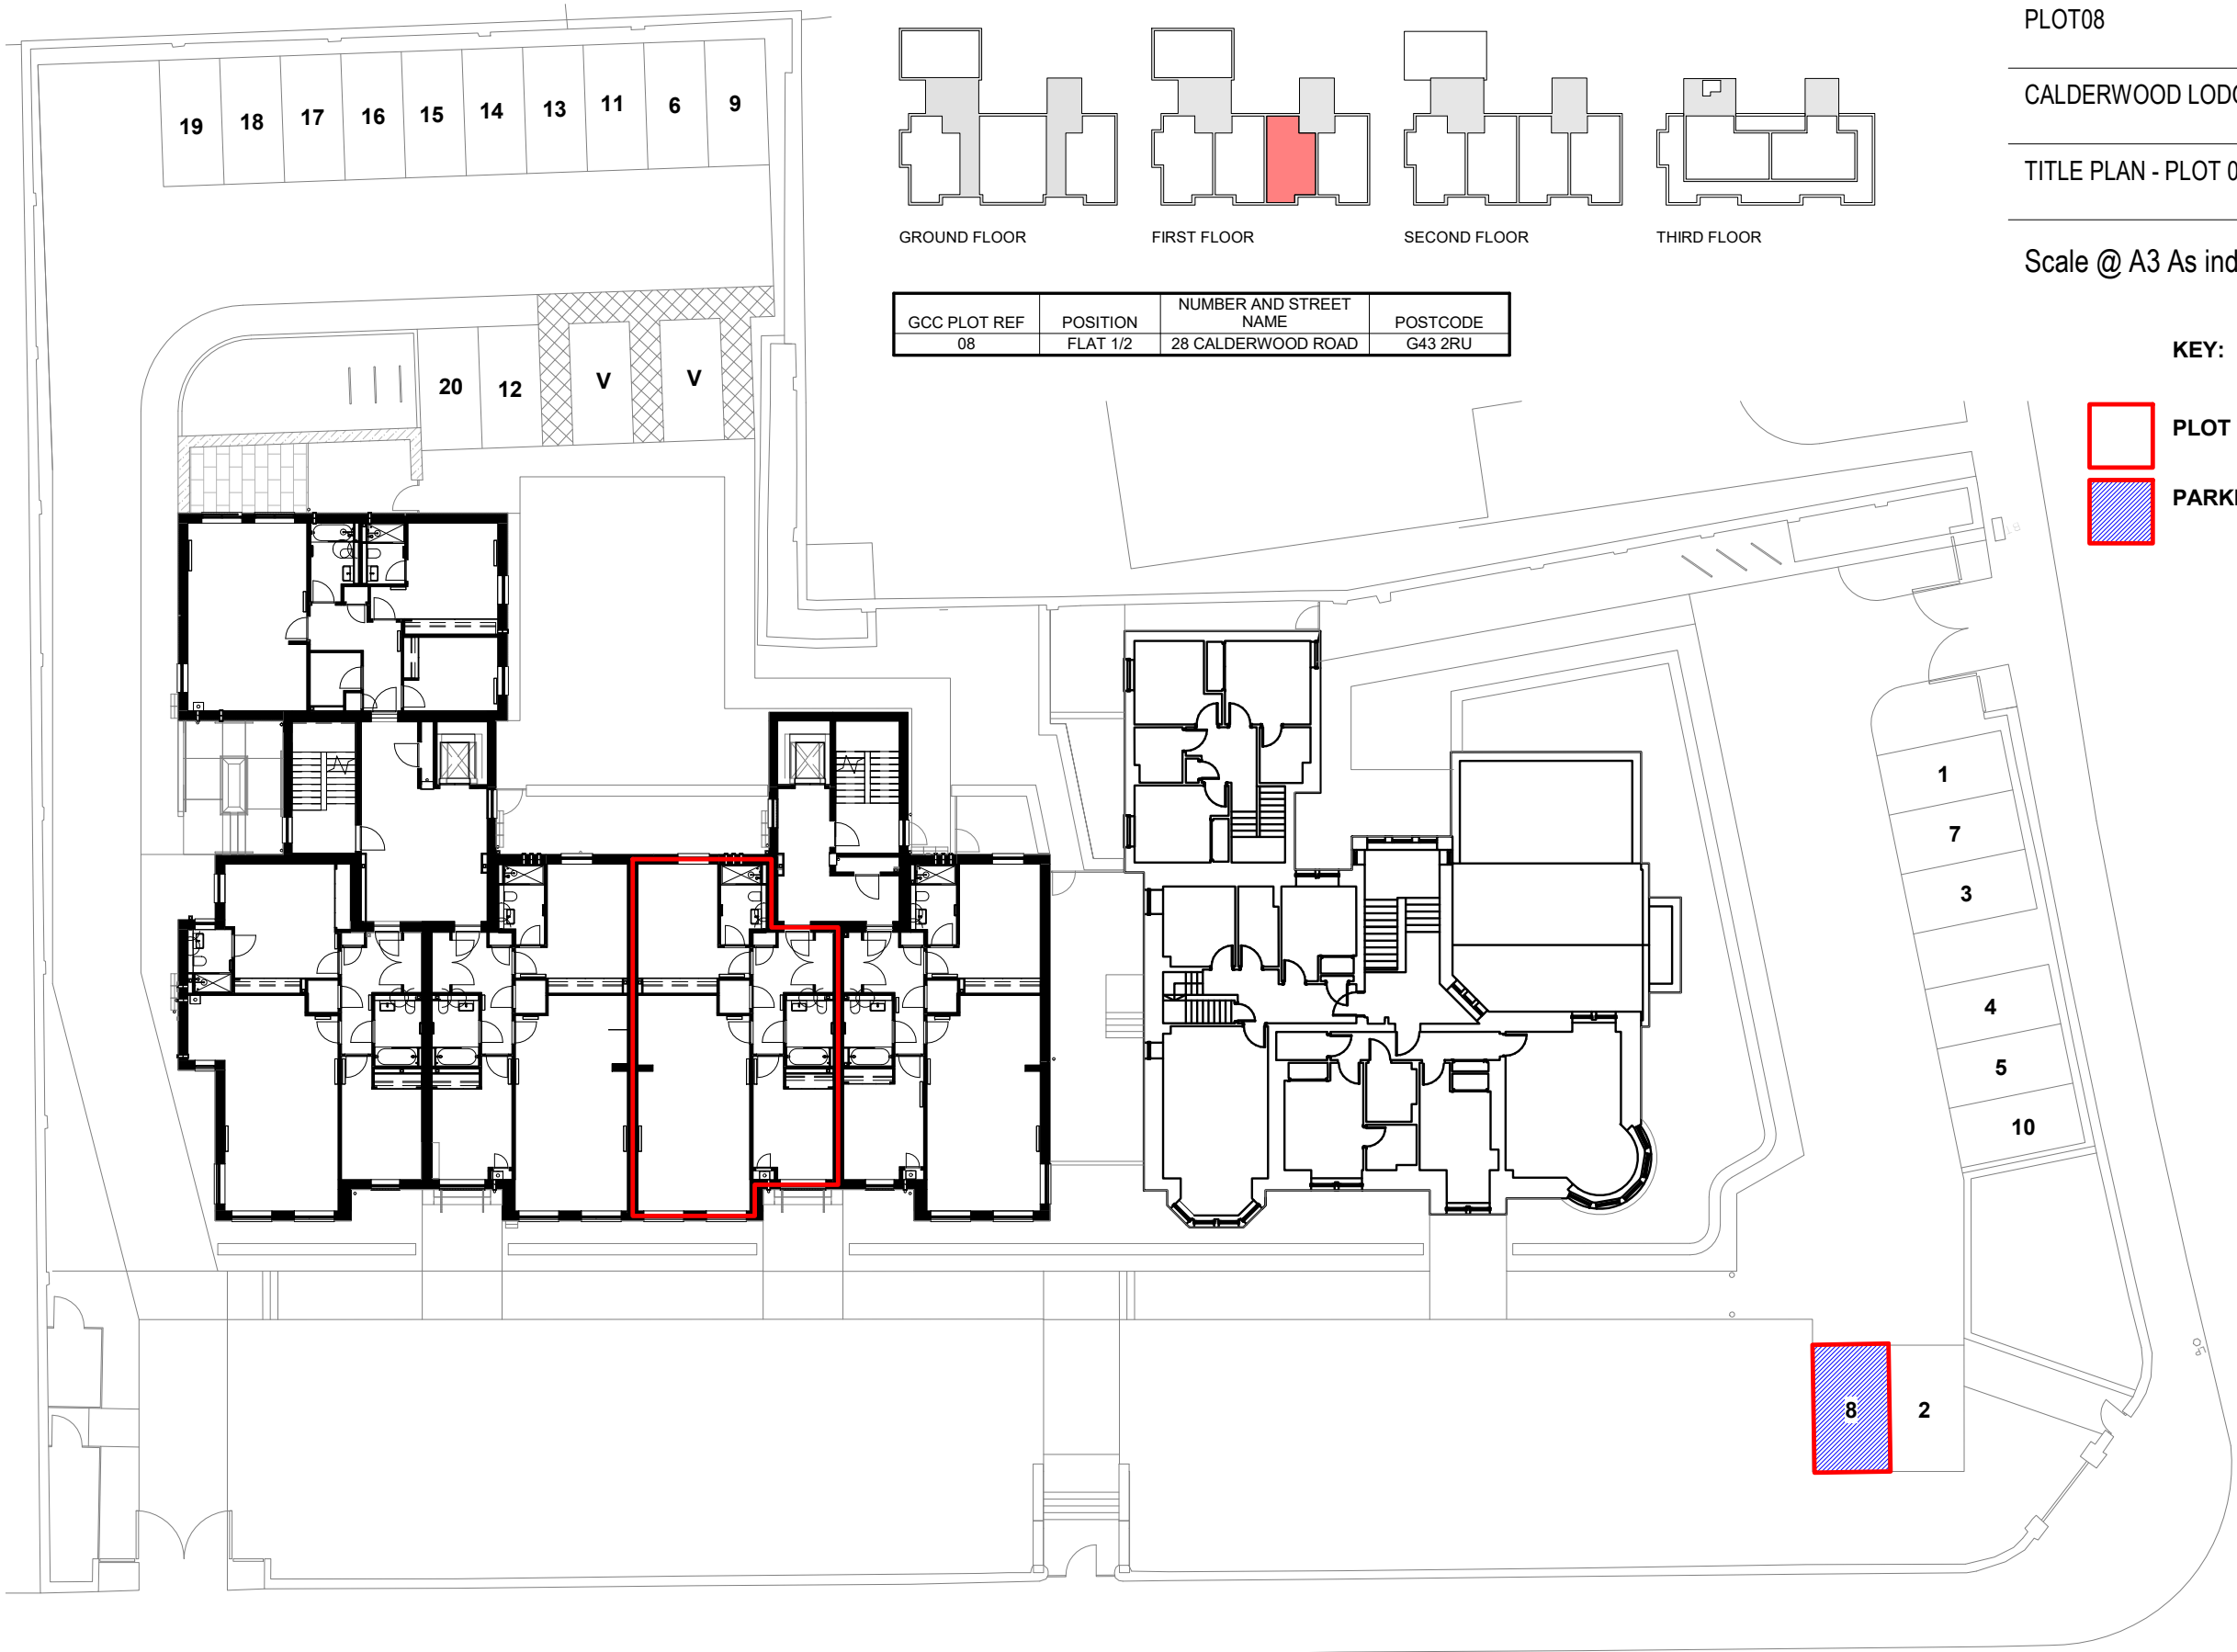 PLOT08
CALDERWOOD LODG
TITLE PLAN - PLOT 0
Scale @ A3 As ind
KEY:
PLOT
PARKI
GROUND FLOOR
FIRST FLOOR
SECOND FLOOR
THIRD FLOOR
GCC PLOT REF
POSITION
NUMBER AND STREET
NAME
POSTCODE
08
FLAT 1/2
28 CALDERWOOD ROAD
G43 2RU
19
18
17
16
15
14
13
11
6
9
20
12
V
V
1
7
3
4
5
10
8
2